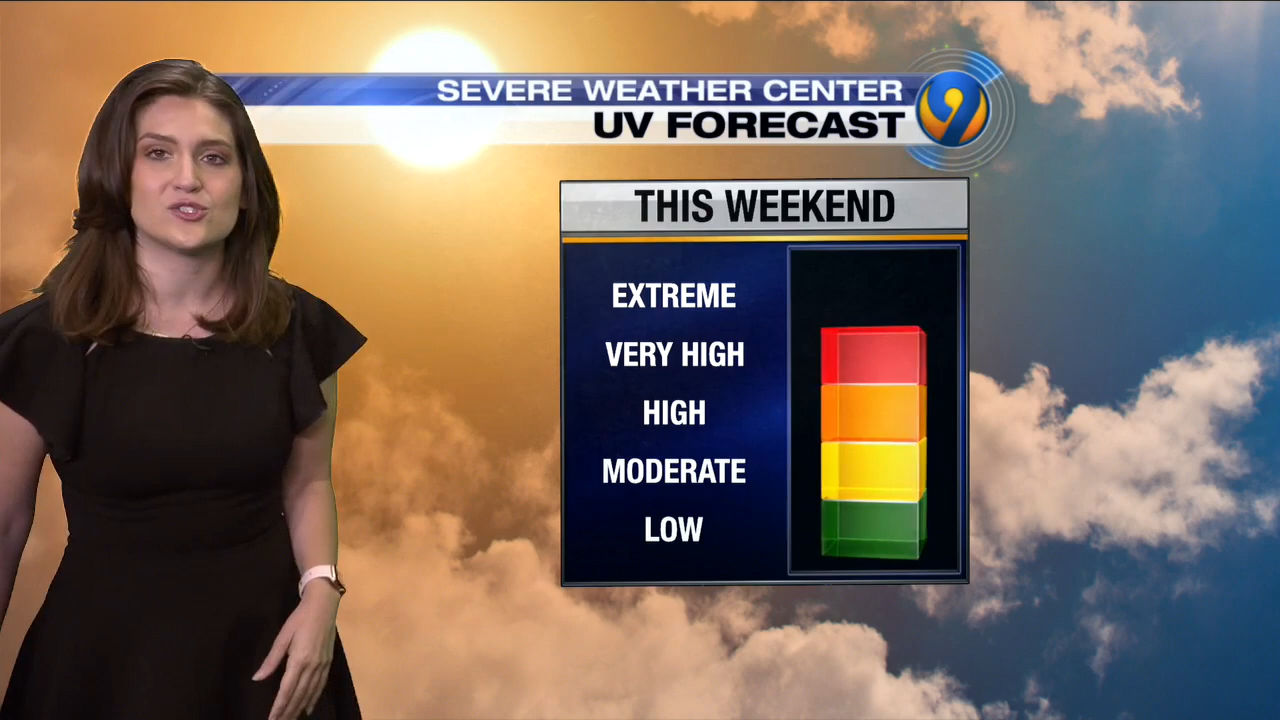 SEVERE WEATHER CENTER
9
UV FORECAST
THIS WEEKEND
EXTREME
VERY HIGH
HIGH
MODERATE
LOW